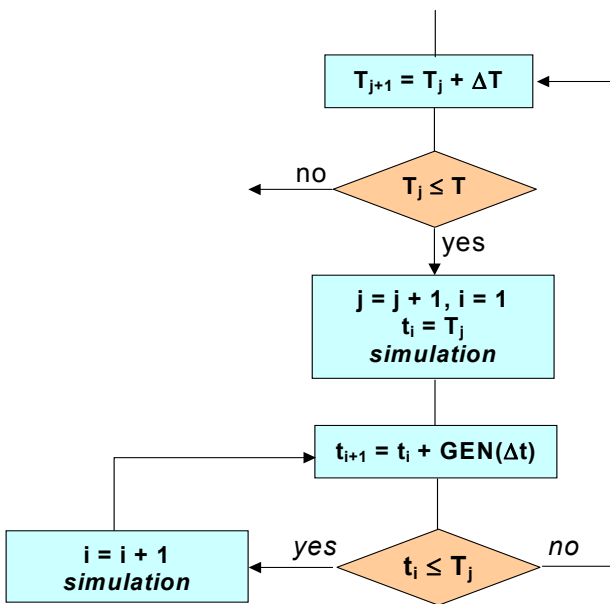 Tⱼ₊₁ = Tⱼ + ΔT
no
Tⱼ ≤ T
yes
j = j + 1, i = 1
tᵢ = Tⱼ
simulation
tᵢ₊₁ = tᵢ + GEN(Δt)
yes
tᵢ ≤ Tⱼ
no
i = i + 1
simulation